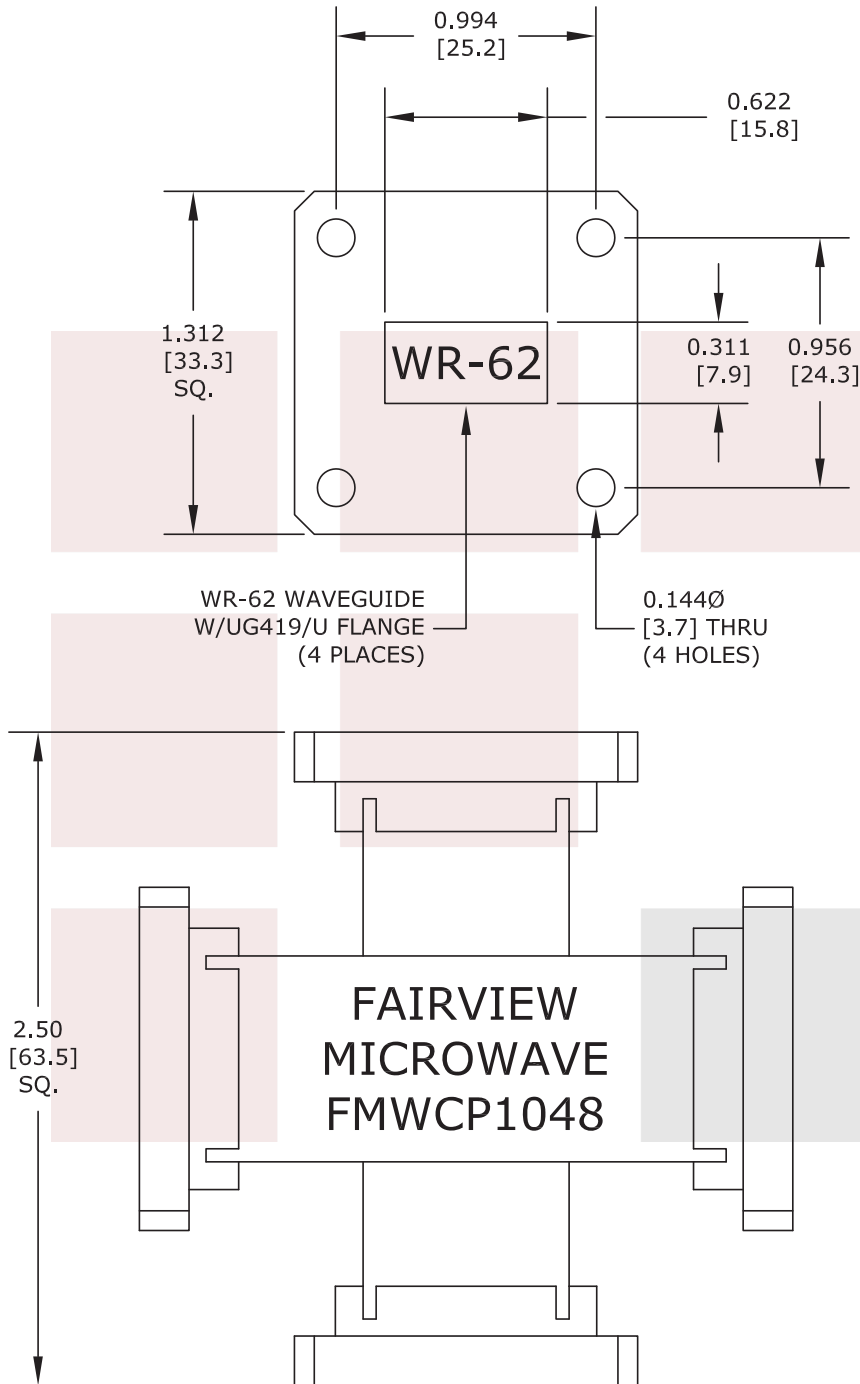 0.994
[25.2]
0.622
[15.8]
1.312
[33.3]
SQ.
WR-62
0.311
[7.9]
0.956
[24.3]
WR-62 WAVEGUIDE
W/UG419/U FLANGE
(4 PLACES)
0.144Ø
[3.7] THRU
(4 HOLES)
2.50
[63.5]
SQ.
FAIRVIEW
MICROWAVE
FMWCP1048